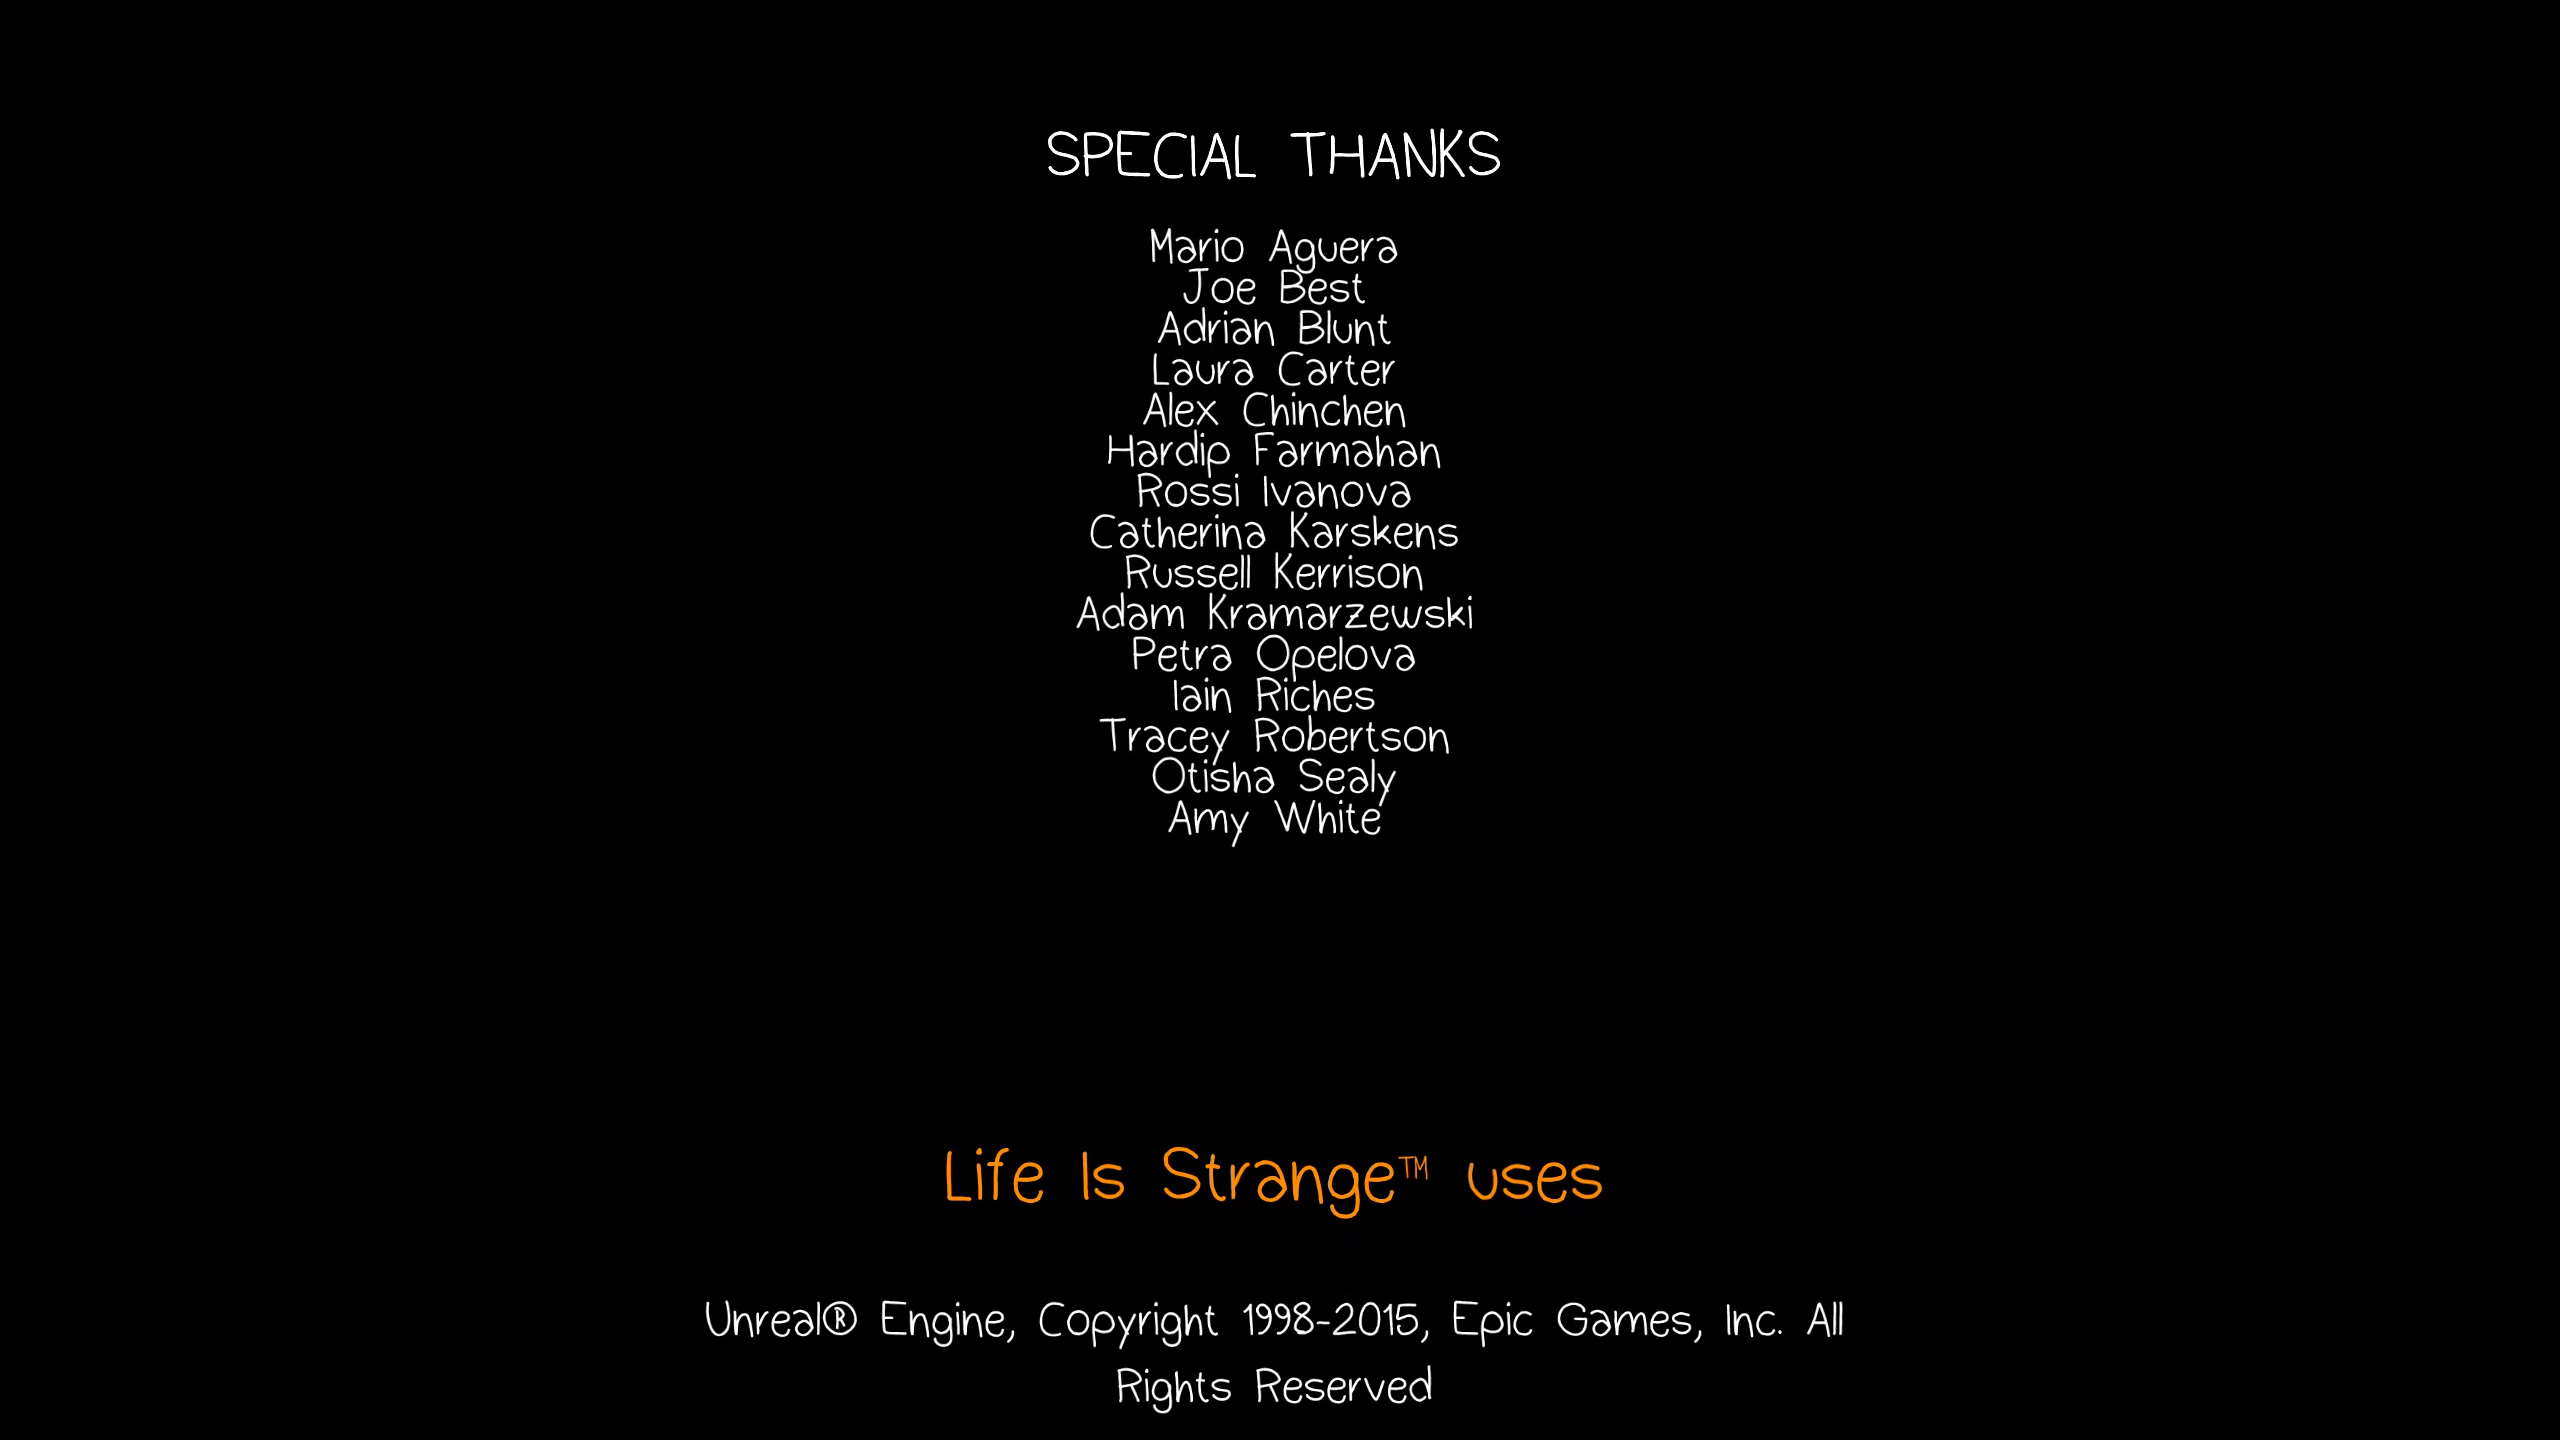 SPECIAL THANKS
Mario Aguera
Joe Best
Adrian Blunt
Laura Carter
Alex Chinchen
Hardip Farmahan
Rossi Ivanova
Catherina Karskens
Russell Kerrison
Adam Kramarzewski
Petra Opelova
Iain Riches
Tracey Robertson
Otisha Sealy
Amy White
Life Is Strange™ uses
Unreal® Engine, Copyright 1998-2015, Epic Games, Inc. All
Rights Reserved